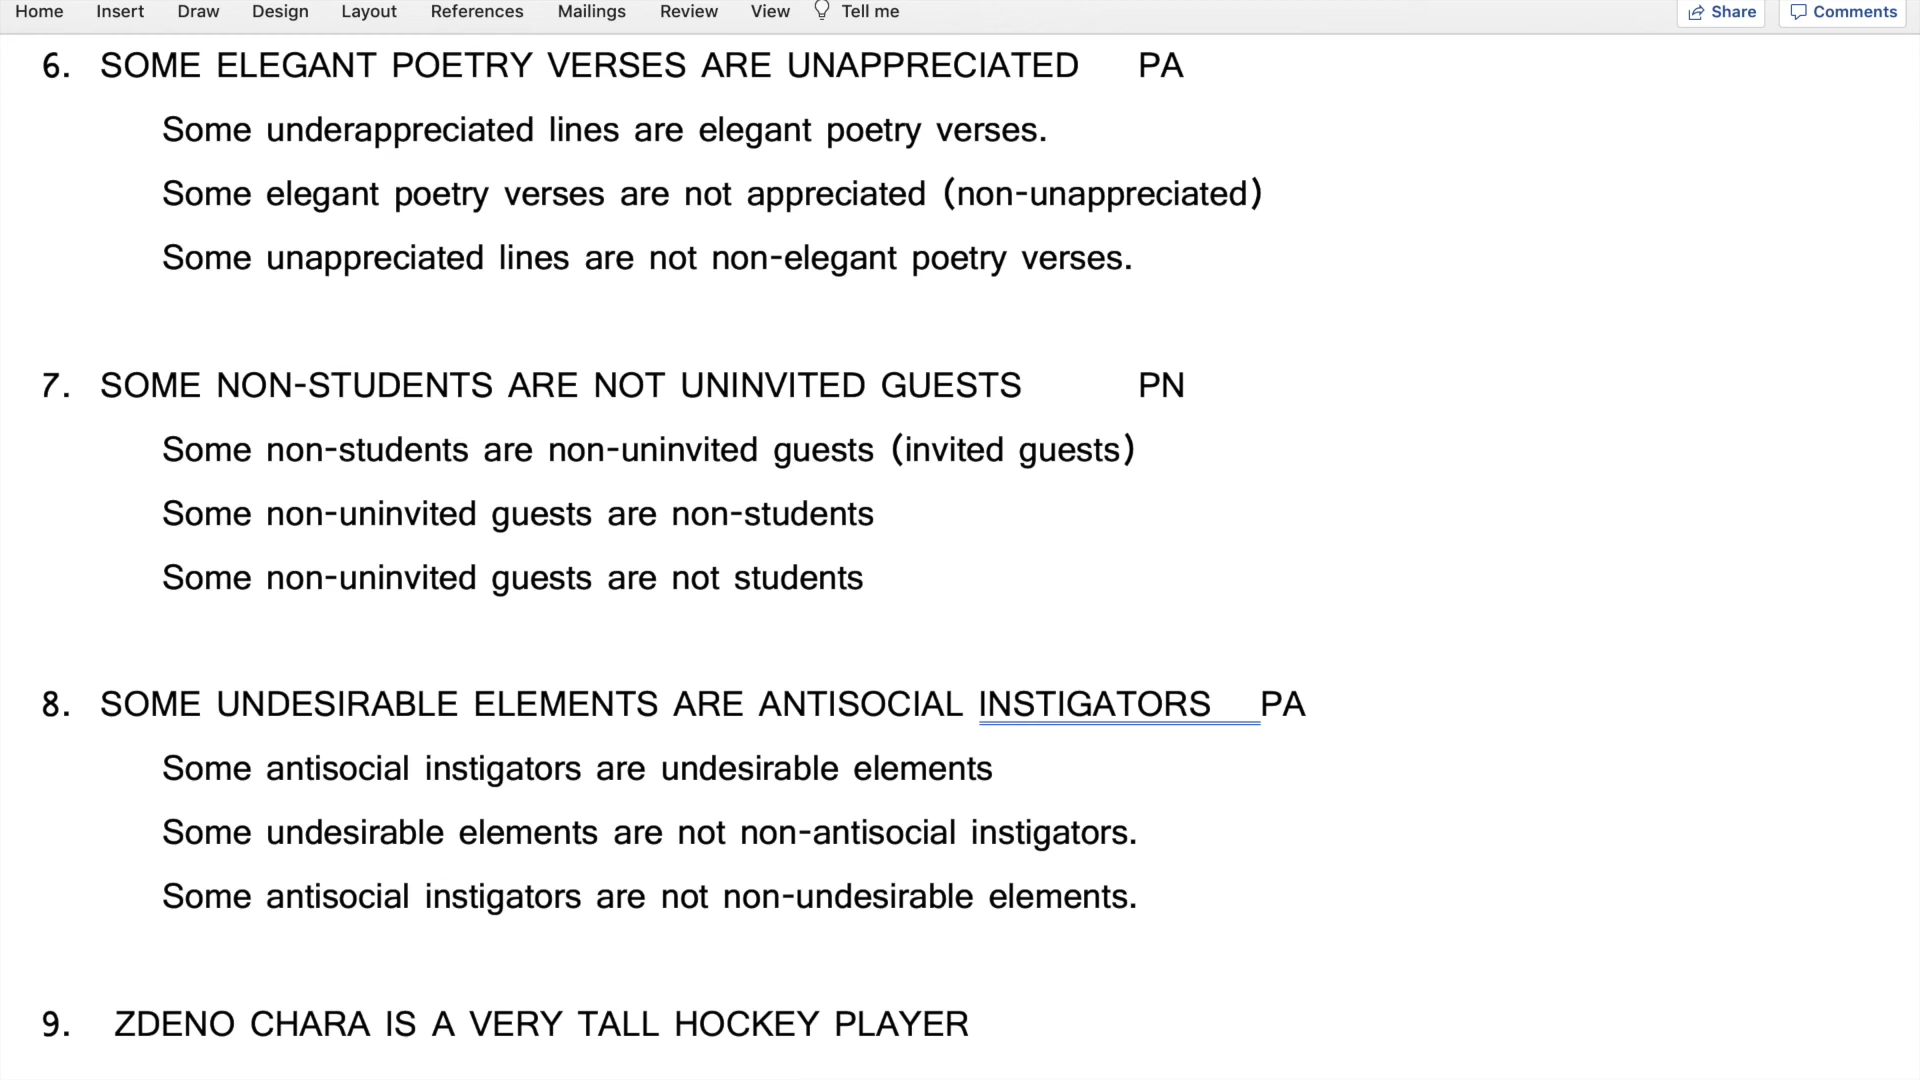 Home Insert Draw Design Layout References Mailings Review View Tell me Share Comments
6. SOME ELEGANT POETRY VERSES ARE UNAPPRECIATED PA
Some underappreciated lines are elegant poetry verses.
Some elegant poetry verses are not appreciated (non-unappreciated)
Some unappreciated lines are not non-elegant poetry verses.
7. SOME NON-STUDENTS ARE NOT UNINVITED GUESTS PN
Some non-students are non-uninvited guests (invited guests)
Some non-uninvited guests are non-students
Some non-uninvited guests are not students
8. SOME UNDESIRABLE ELEMENTS ARE ANTISOCIAL INSTIGATORS PA
Some antisocial instigators are undesirable elements
Some undesirable elements are not non-antisocial instigators.
Some antisocial instigators are not non-undesirable elements.
9. ZDENO CHARA IS A VERY TALL HOCKEY PLAYER